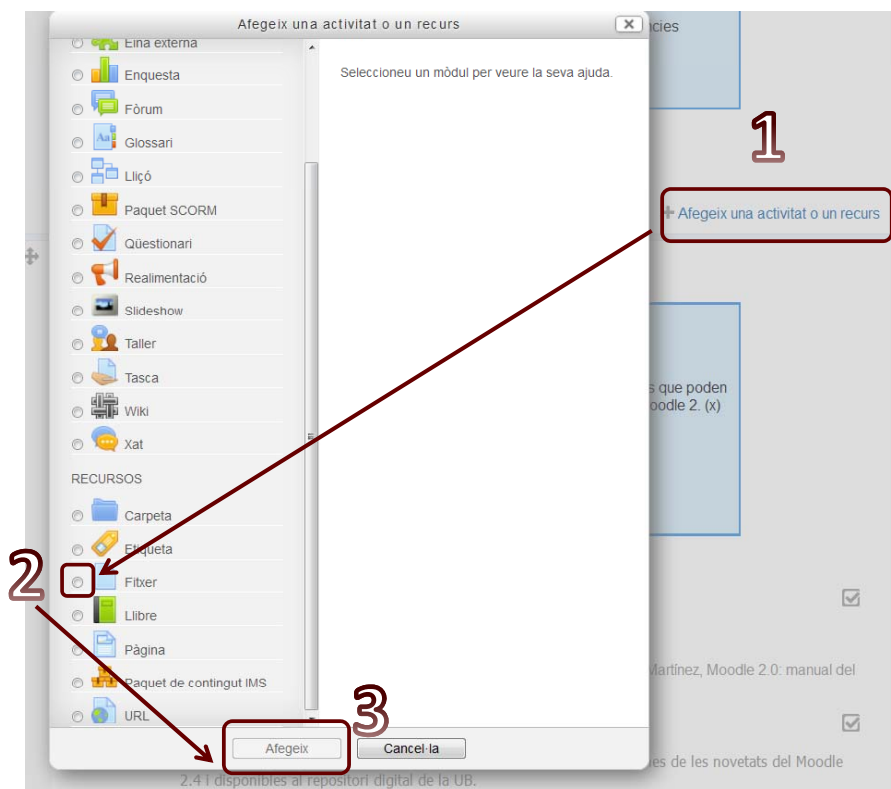 Afegeix una activitat o un recurs
Eina externa
Enquesta
Fòrum
Glossari
Lliçó
Paquet SCORM
Qüestionari
Realimentació
Slideshow
Taller
Tasca
Wiki
Xat
RECURSOS
Carpeta
Etiqueta
Fitxer
Llibre
Pàgina
Paquet de contingut IMS
URL
Seleccioneu un mòdul per veure la seva ajuda.
Afegeix
Cancel·la
1
2
3
Afegeix una activitat o un recurs
que poden
2. (x)
Martínez, Moodle 2.0: manual del
de les novetats del Moodle
2.4 i disponibles al repositori digital de la UB.